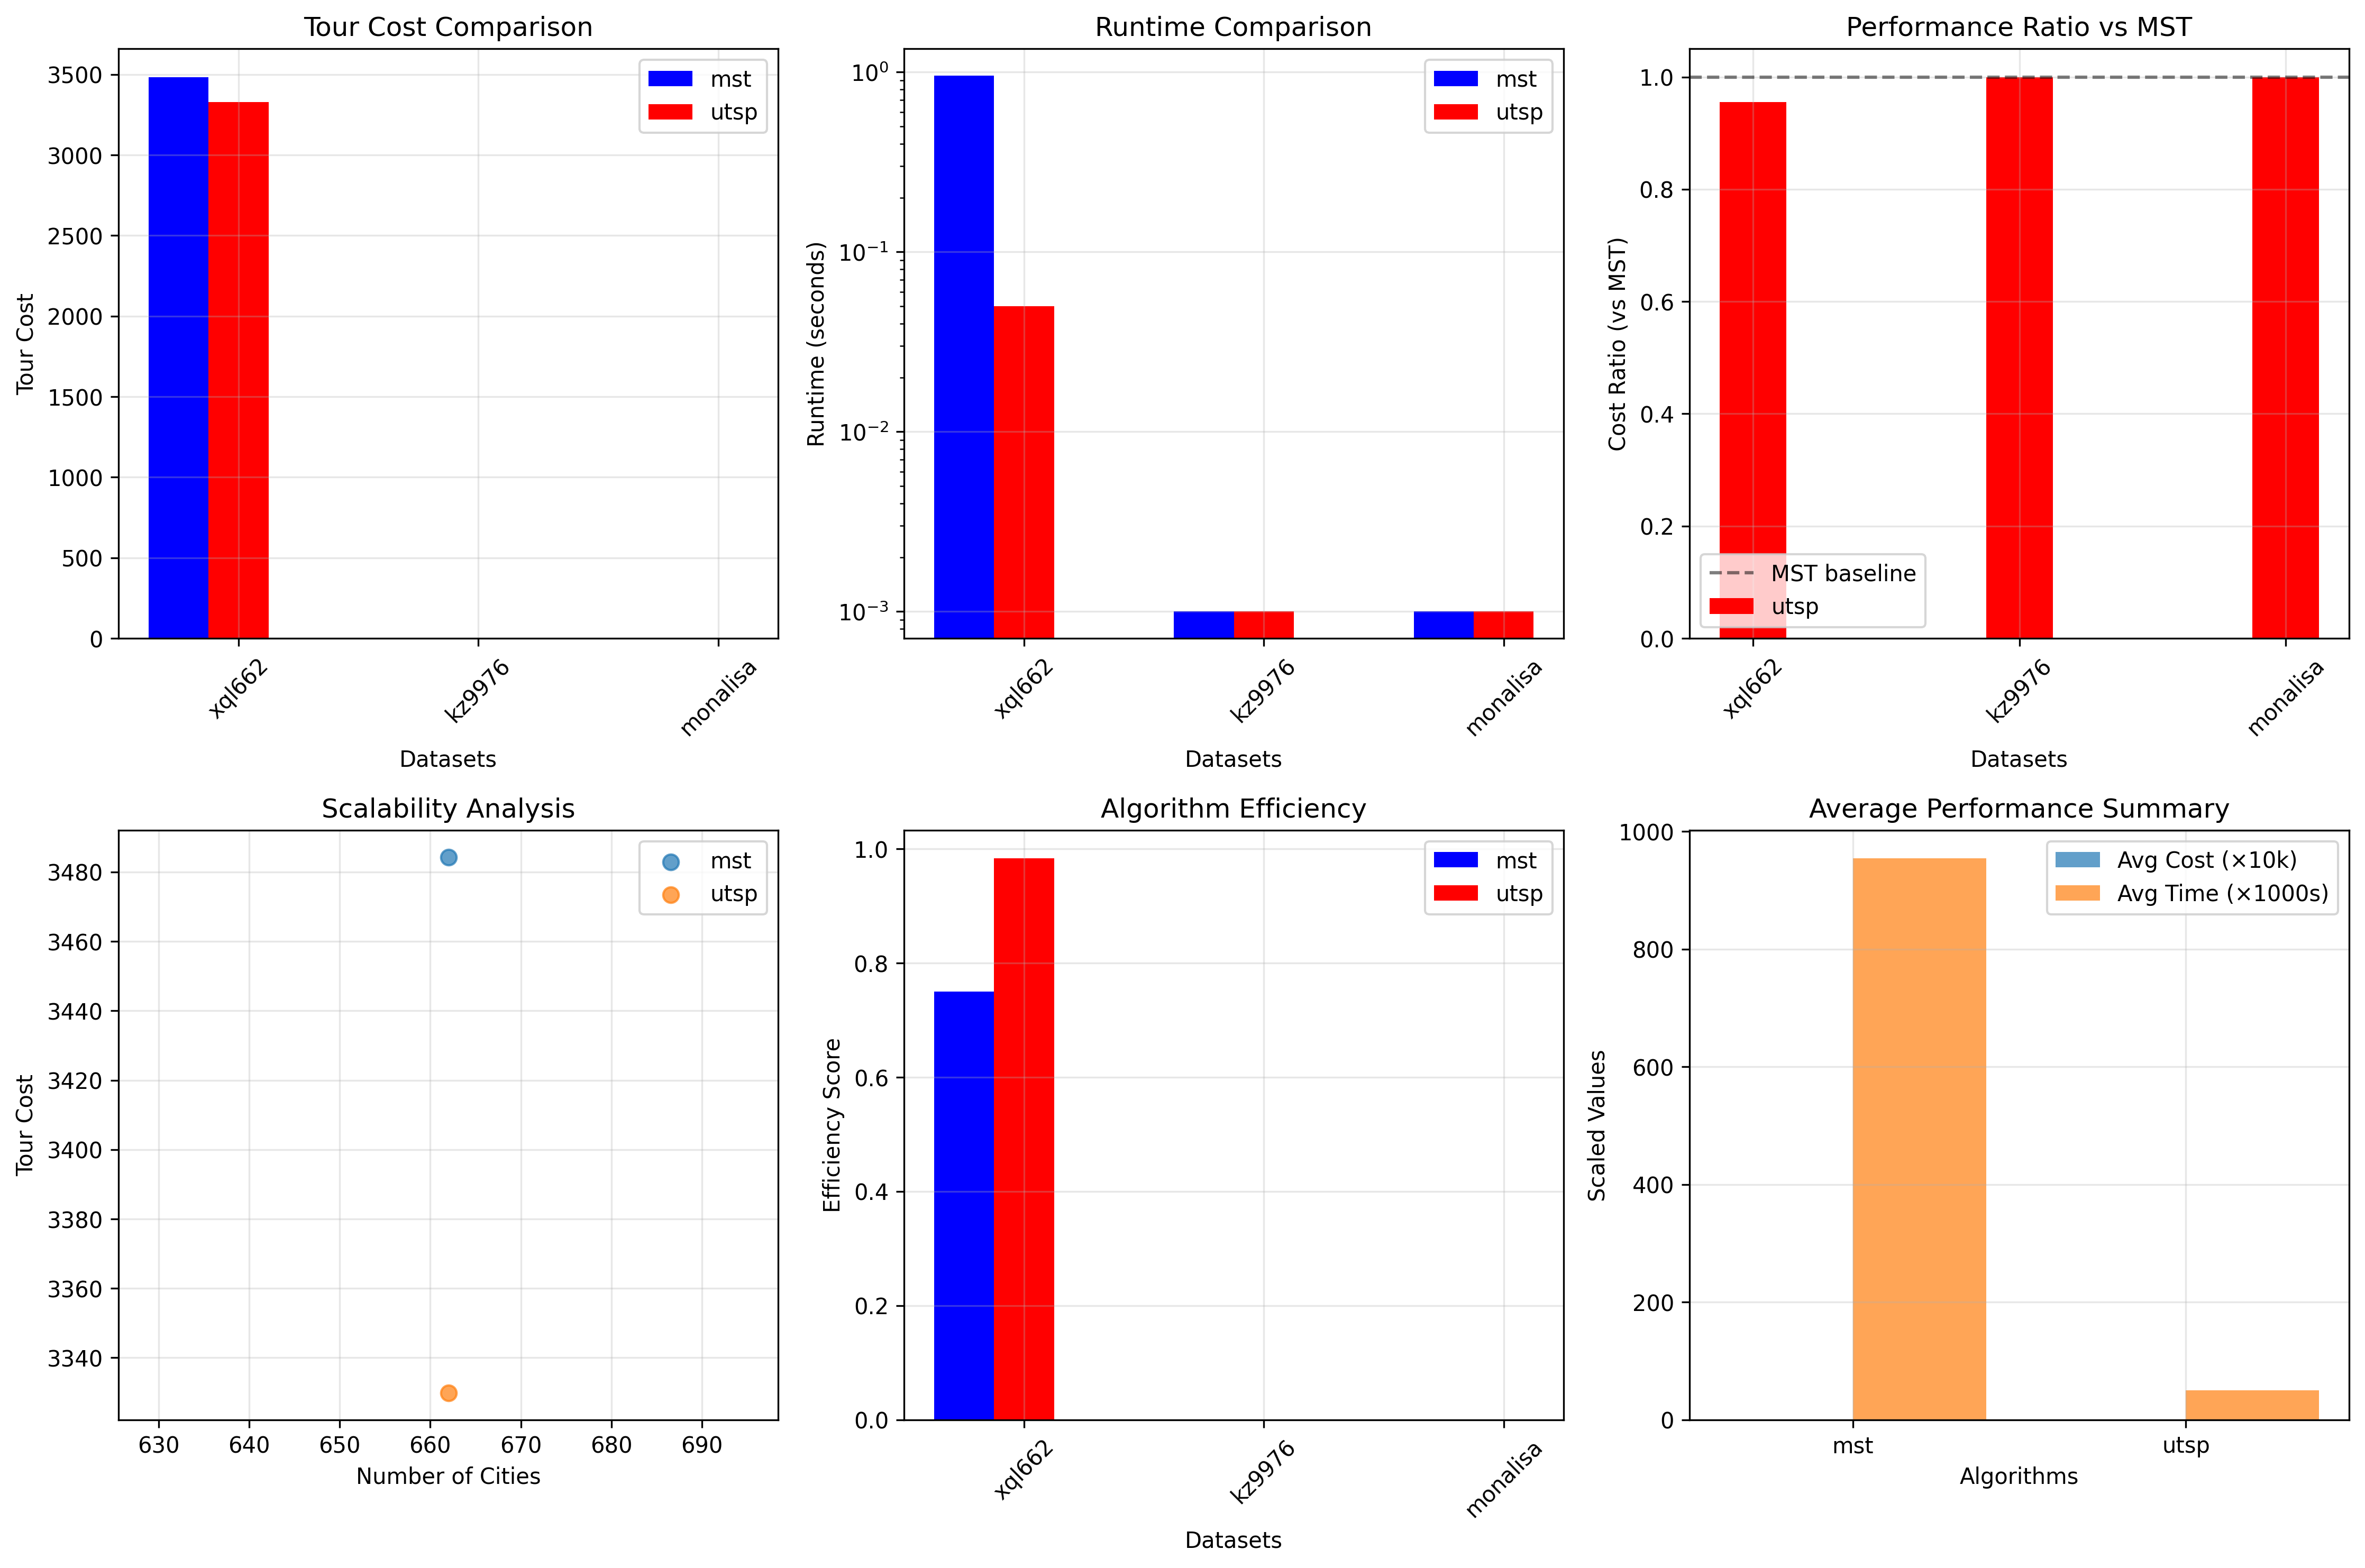 Tour Cost Comparison
Tour Cost
3500
3000
2500
2000
1500
1000
500
0
mst
utsp
xql662
kz9976
monalisa
Datasets
Runtime Comparison
Runtime (seconds)
10⁰
10⁻¹
10⁻²
10⁻³
mst
utsp
xql662
kz9976
monalisa
Datasets
Performance Ratio vs MST
Cost Ratio (vs MST)
1.0
0.8
0.6
0.4
0.2
0.0
MST baseline
utsp
xql662
kz9976
monalisa
Datasets
Scalability Analysis
Tour Cost
3480
3460
3440
3420
3400
3380
3360
3340
mst
utsp
630 640 650 660 670 680 690
Number of Cities
Algorithm Efficiency
Efficiency Score
1.0
0.8
0.6
0.4
0.2
0.0
mst
utsp
xql662
kz9976
monalisa
Datasets
Average Performance Summary
Scaled Values
1000
800
600
400
200
0
Avg Cost (×10k)
Avg Time (×1000s)
mst utsp
Algorithms